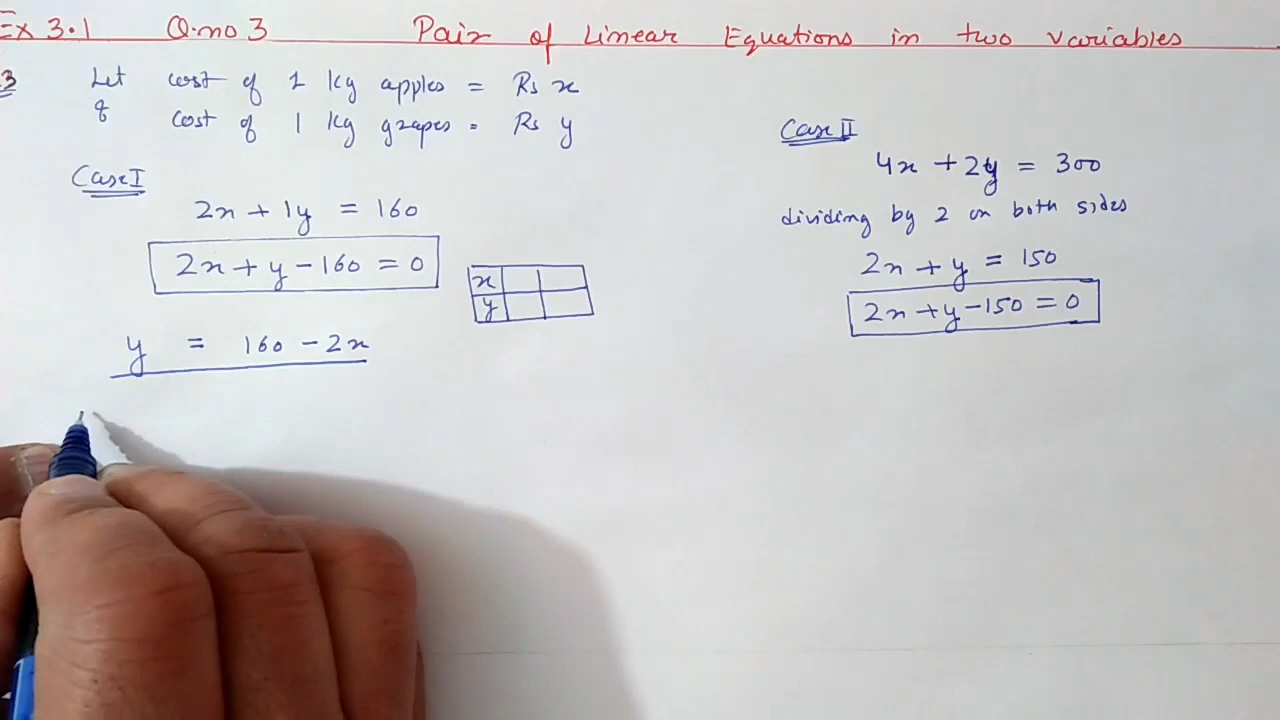 Ex 3.1 Q.no 3 Pair of Linear Equations in two variables
3 Let cost of 1 kg apples = Rs x
& cost of 1 kg grapes = Rs y
Case I
2x + 1y = 160
2x + y - 160 = 0
x
y
y = 160 - 2x
Case II
4x + 2y = 300
dividing by 2 on both sides
2x + y = 150
2x + y - 150 = 0